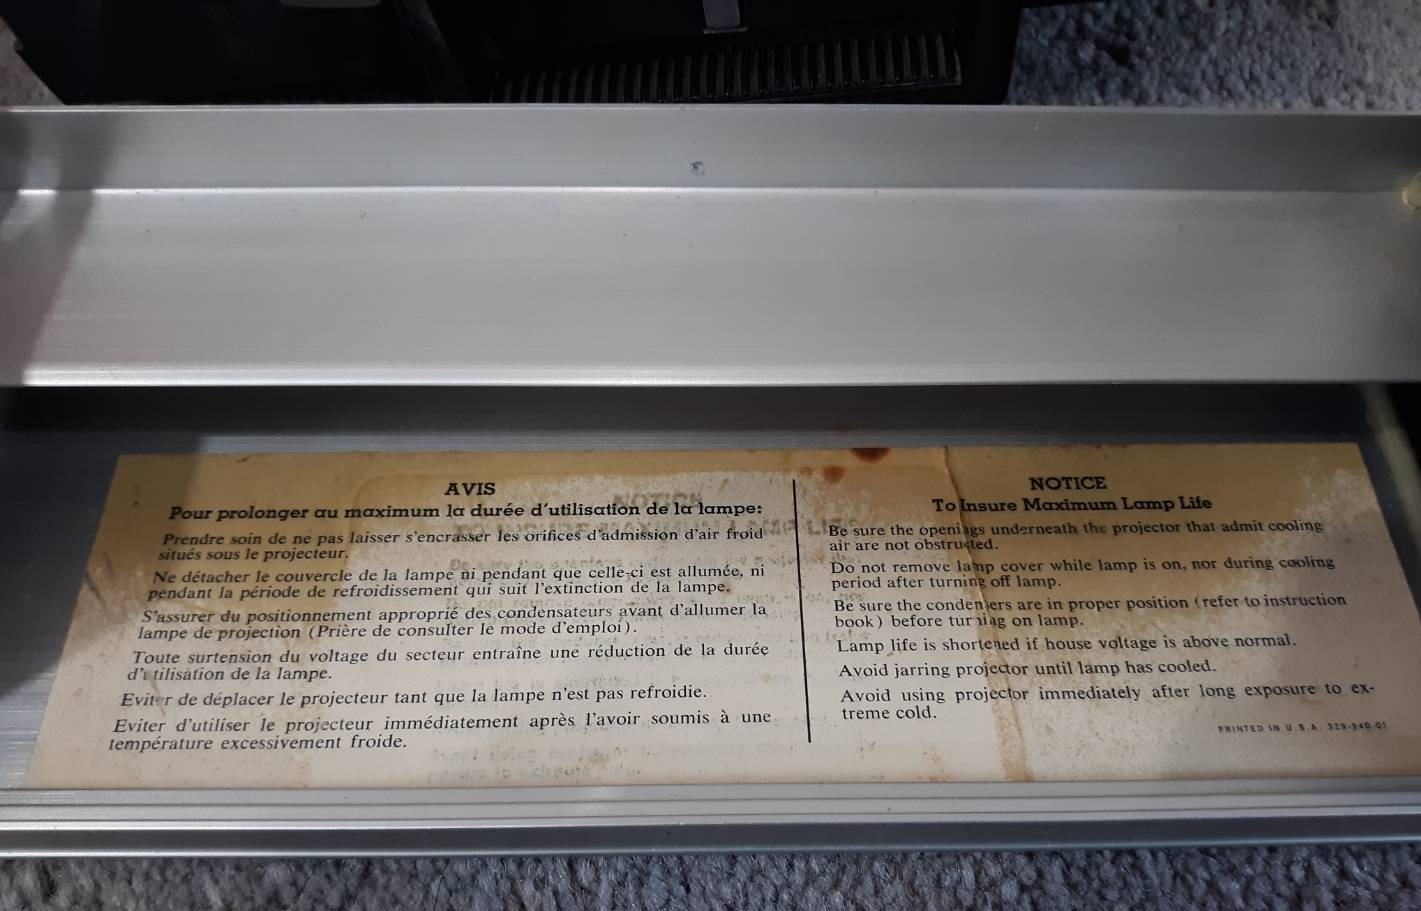 AVIS
Pour prolonger au maximum la durée d'utilisation de la lampe:
Prendre soin de ne pas laisser s'encrasser les orifices d'admission d'air froid
situés sous le projecteur.
Ne détacher le couvercle de la lampe ni pendant que celle-ci est allumée, ni
pendant la période de refroidissement qui suit l'extinction de la lampe.
S'assurer du positionnement approprié des condensateurs avant d'allumer la
lampe de projection (Prière de consulter le mode d'emploi).
Toute surtension du voltage du secteur entraîne une réduction de la durée
d'utilisation de la lampe.
Eviter de déplacer le projecteur tant que la lampe n'est pas refroidie.
Eviter d'utiliser le projecteur immédiatement après l'avoir soumis à une
température excessivement froide.
NOTICE
To Insure Maximum Lamp Life
Be sure the openings underneath the projector that admit cooling
air are not obstructed.
Do not remove lamp cover while lamp is on, nor during cooling
period after turning off lamp.
Be sure the condensers are in proper position (refer to instruction
book) before turning on lamp.
Lamp life is shortened if house voltage is above normal.
Avoid jarring projector until lamp has cooled.
Avoid using projector immediately after long exposure to ex-
treme cold.
PRINTED IN U.S.A. 329-940-01